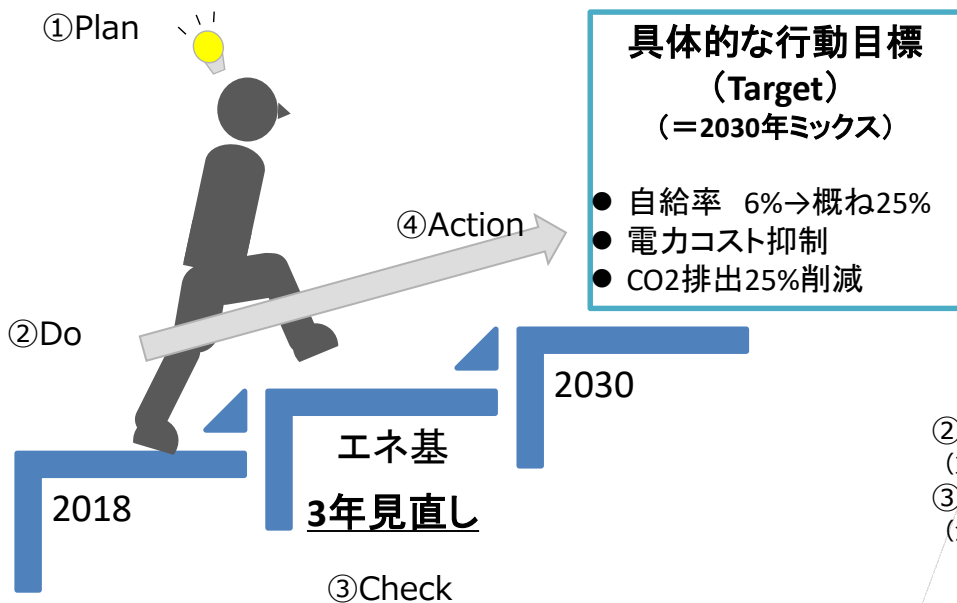 ①Plan
具体的な行動目標
（Target）
（＝2030年ミックス）
● 自給率 6%→概ね25%
● 電力コスト抑制
● CO2排出25%削減
④Action
②Do
2030
エネ基
2018
3年見直し
③Check
②
③